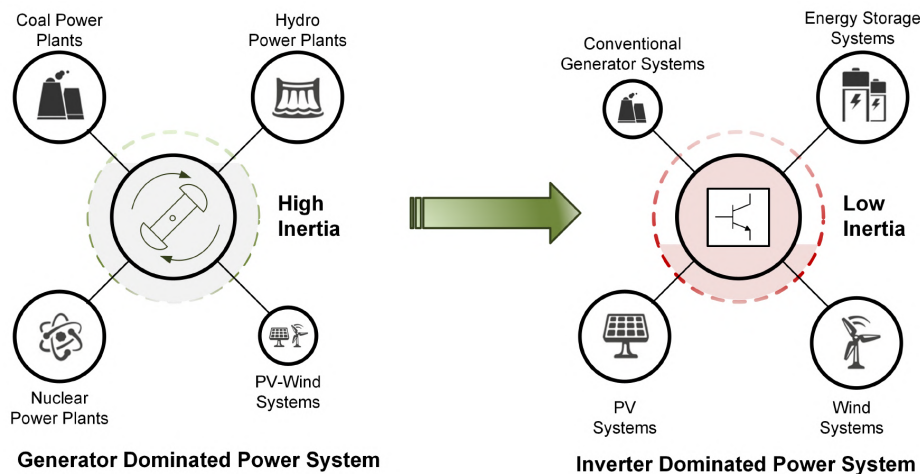 Coal Power
Plants
Hydro
Power Plants
High
Inertia
Nuclear
Power Plants
PV-Wind
Systems
Generator Dominated Power System
Conventional
Generator Systems
Energy Storage
Systems
Low
Inertia
PV
Systems
Wind
Systems
Inverter Dominated Power System